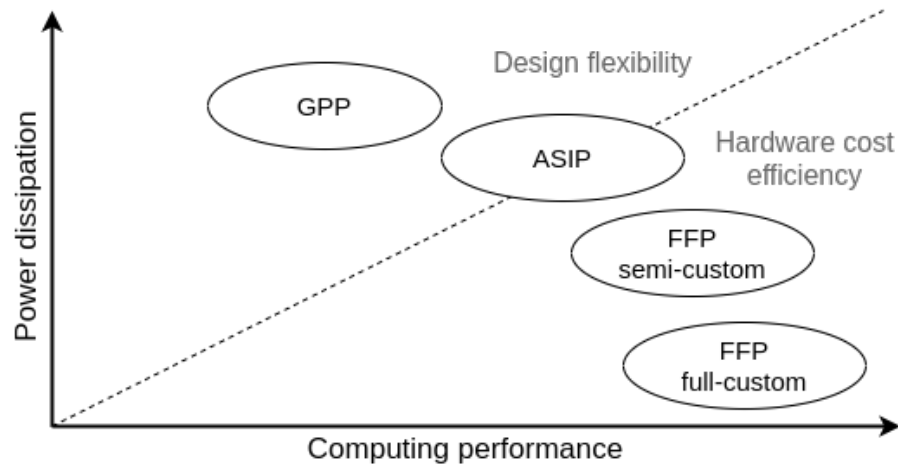 Design flexibility
GPP
ASIP
Hardware cost
efficiency
FFP
semi-custom
FFP
full-custom
Power dissipation
Computing performance